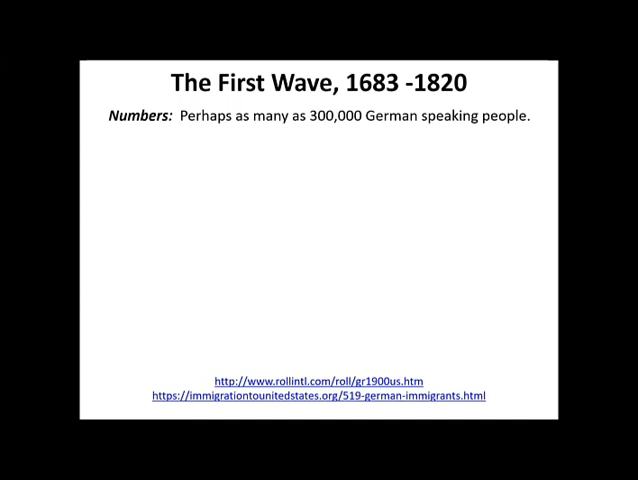 The First Wave, 1683 -1820
Numbers: Perhaps as many as 300,000 German speaking people.
http://www.rollintl.com/roll/gr1900us.htm
https://immigrationtounitedstates.org/519-german-immigrants.html